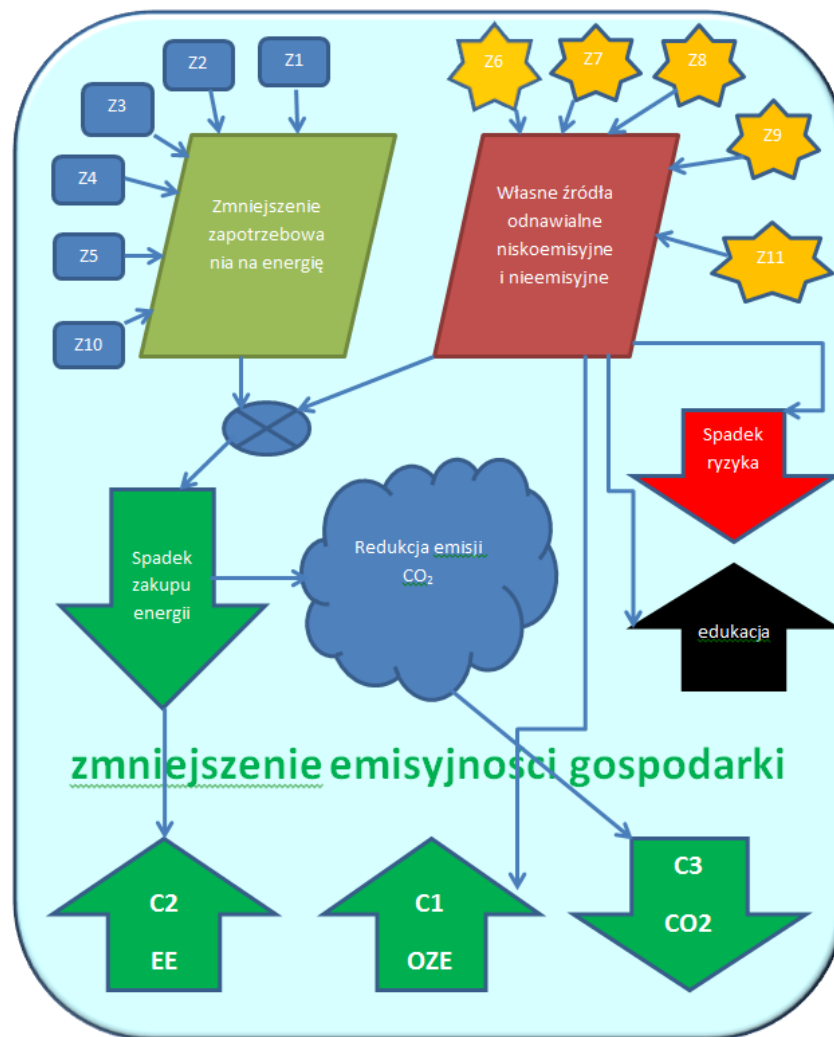 Z2
Z1
Z6
Z7
Z8
Z3
Z9
Z4
Z5
Z11
Z10
Zmniejszenie
zapotrzebowa
nia na energię
Własne źródła
odnawialne
niskoemisyjne
i nieemisyjne
Spadek
ryzyka
Redukcja emisji
CO₂
Spadek
zakupu
energii
edukacja
zmniejszenie emisyjności gospodarki
C2
EE
C1
OZE
C3
CO2